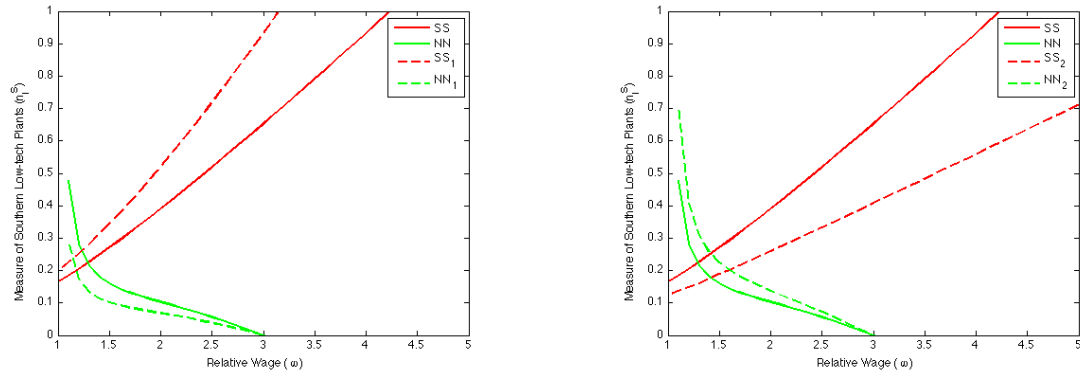 1
0.9
0.8
0.7
0.6
0.5
0.4
0.3
0.2
0.1
0
Measure of Southern Low-tech Plants (n_l^S)
1 1.5 2 2.5 3 3.5 4 4.5 5
Relative Wage (ω)
SS
NN
SS_1
NN_1
1
0.9
0.8
0.7
0.6
0.5
0.4
0.3
0.2
0.1
0
Measure of Southern Low-tech Plants (n_l^S)
1 1.5 2 2.5 3 3.5 4 4.5 5
Relative Wage (ω)
SS
NN
SS_2
NN_2